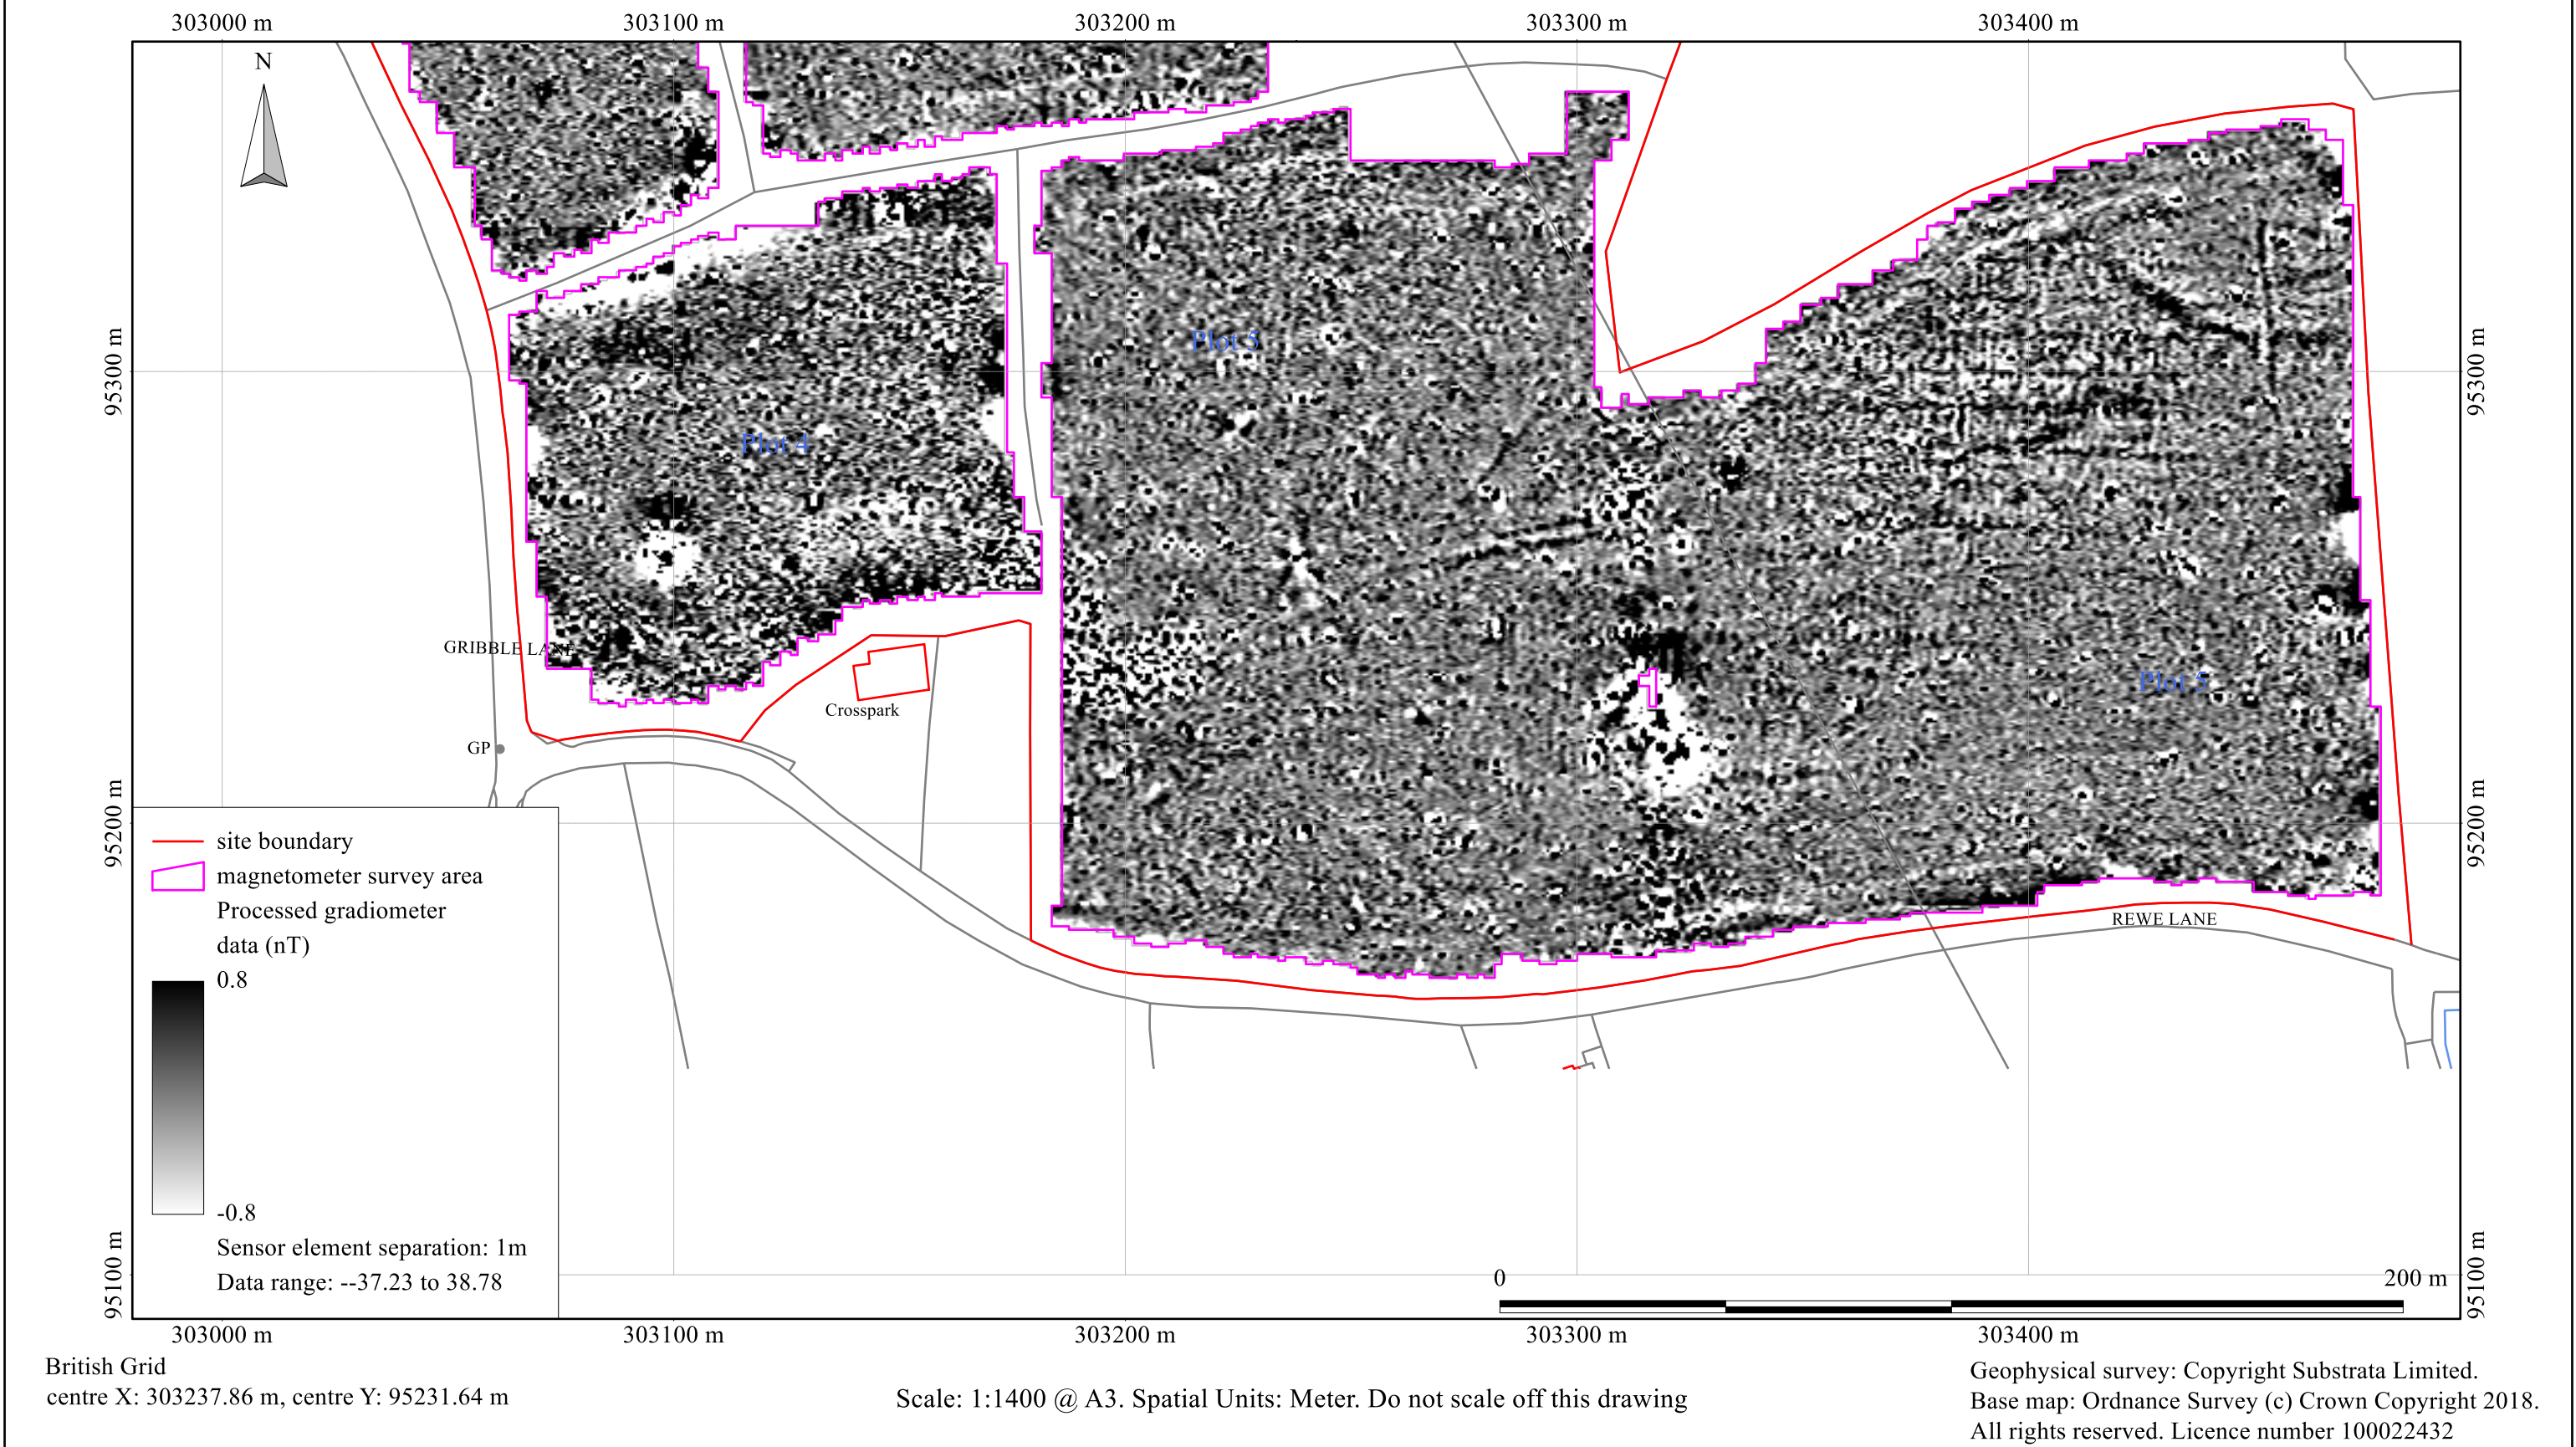 303000 m
303100 m
303200 m
303300 m
303400 m
N
95300 m
95300 m
Plot 5
Plot 4
GRIBBLE LANE
Crosspark
Plot 5
GP
95200 m
95200 m
REWE LANE
site boundary
magnetometer survey area
Processed gradiometer
data (nT)
0.8
-0.8
Sensor element separation: 1m
Data range: --37.23 to 38.78
95100 m
95100 m
0
200 m
303000 m
303100 m
303200 m
303300 m
303400 m
British Grid
centre X: 303237.86 m, centre Y: 95231.64 m
Scale: 1:1400 @ A3. Spatial Units: Meter. Do not scale off this drawing
Geophysical survey: Copyright Substrata Limited.
Base map: Ordnance Survey (c) Crown Copyright 2018.
All rights reserved. Licence number 100022432